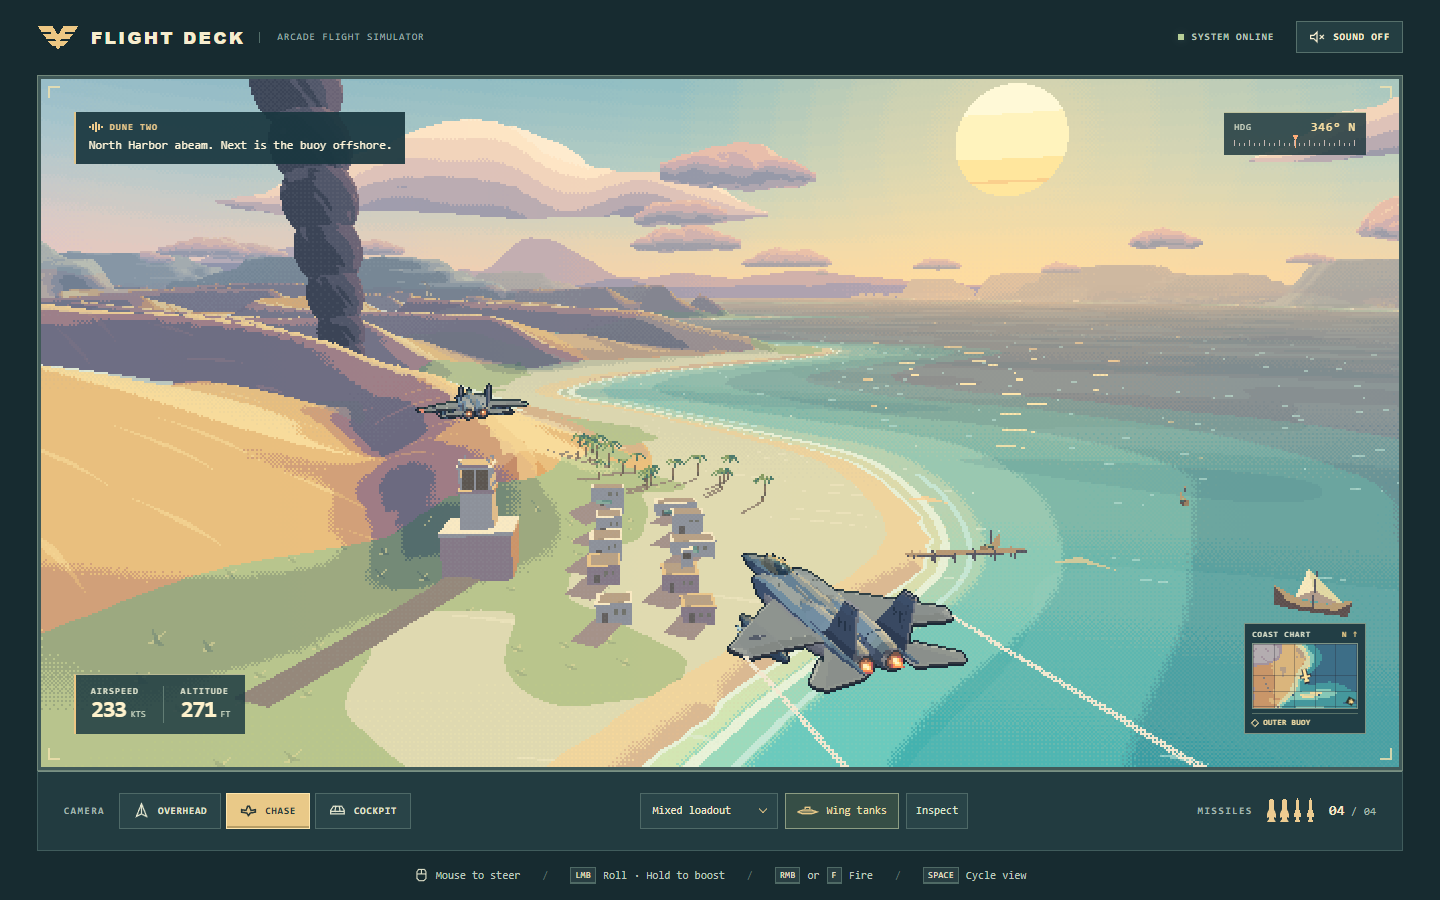 FLIGHT DECK
ARCADE FLIGHT SIMULATOR
SYSTEM ONLINE
SOUND OFF
DUNE TWO
North Harbor abeam. Next is the buoy offshore.
HDG 346° N
COAST CHART N ↑
OUTER BUOY
AIRSPEED
233 KTS
ALTITUDE
271 FT
CAMERA
OVERHEAD
CHASE
COCKPIT
Mixed loadout
Wing tanks
Inspect
MISSILES
04 / 04
Mouse to steer
/
LMB Roll · Hold to boost
/
RMB or F Fire
/
SPACE Cycle view